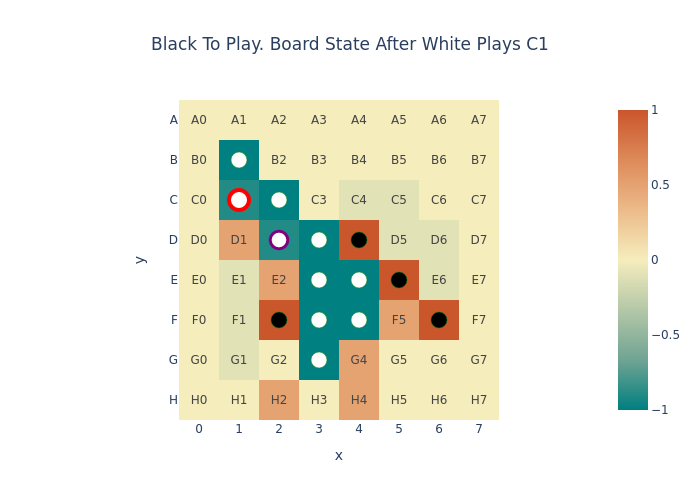 Black To Play. Board State After White Plays C1
A A0 A1 A2 A3 A4 A5 A6 A7
B B0 B2 B3 B4 B5 B6 B7
C C0 C3 C4 C5 C6 C7
D D0 D1 D5 D6 D7
E E0 E1 E2 E6 E7
F F0 F1 F5 F7
G G0 G1 G2 G4 G5 G6 G7
H H0 H1 H2 H3 H4 H5 H6 H7
0 1 2 3 4 5 6 7
x
y
1
0.5
0
−0.5
−1